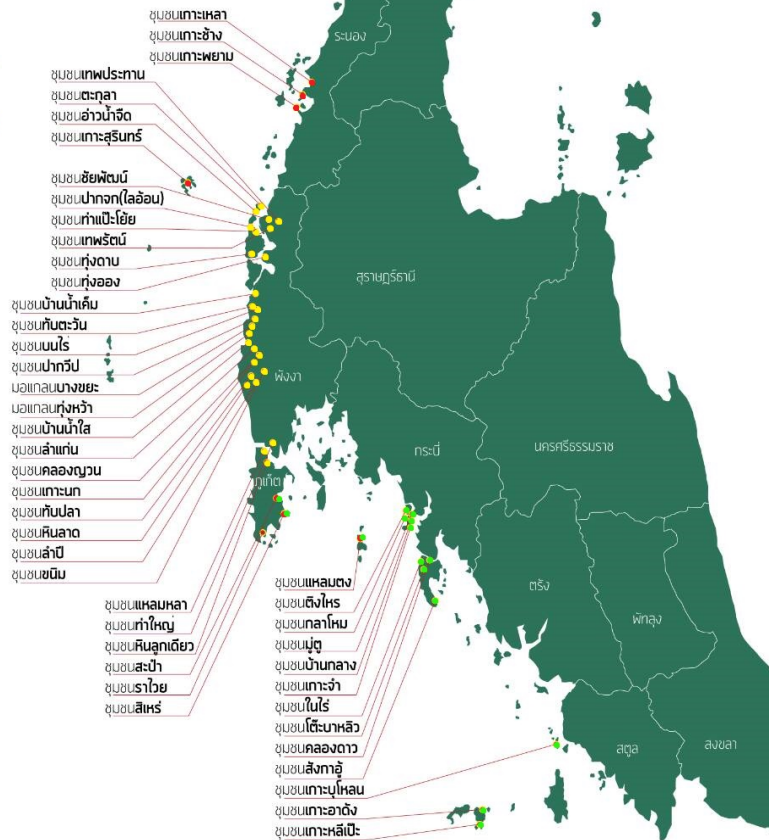 ชุมชนเกาะเหลา
ชุมชนเกาะช้าง
ชุมชนเกาะพยาม
ระนอง
ชุมชนเทพประทาน
ชุมชนตะกุลา
ชุมชนอ่าวน้ำจืด
ชุมชนเกาะสุรินทร์
ชุมชนชัยพัฒน์
ชุมชนปากจก(ไลอ้อน)
ชุมชนท่าแป๊ะโย้ย
ชุมชนเทพรัตน์
ชุมชนทุ่งดาบ
ชุมชนทุ่งออง
สุราษฎร์ธานี
ชุมชนบ้านน้ำเค็ม
ชุมชนทับตะวัน
ชุมชนบนไร่
ชุมชนปากวีป
มอแกลนบางขยะ
มอแกลนทุ่งหว้า
ชุมชนบ้านน้ำใส
ชุมชนลำแก่น
ชุมชนคลองญวน
ชุมชนเกาะนก
ชุมชนทับปลา
ชุมชนหินลาด
ชุมชนลำปี
ชุมชนขนิม
พังงา
กระบี่
นครศรีธรรมราช
ภูเก็ต
ชุมชนแหลมหลา
ชุมชนท่าใหญ่
ชุมชนหินลูกเดียว
ชุมชนสะปำ
ชุมชนราไวย
ชุมชนสิเหร่
ชุมชนแหลมตง
ชุมชนติงไหร
ชุมชนกลาโหม
ชุมชนมู่ตู
ชุมชนบ้านกลาง
ชุมชนเกาะจำ
ชุมชนในไร่
ชุมชนโต๊ะบาหลิว
ชุมชนคลองดาว
ชุมชนสังกาอู้
ชุมชนเกาะบุโหลน
ชุมชนเกาะอาดัง
ชุมชนเกาะหลีเป๊ะ
ตรัง
พัทลุง
สตูล
สงขลา